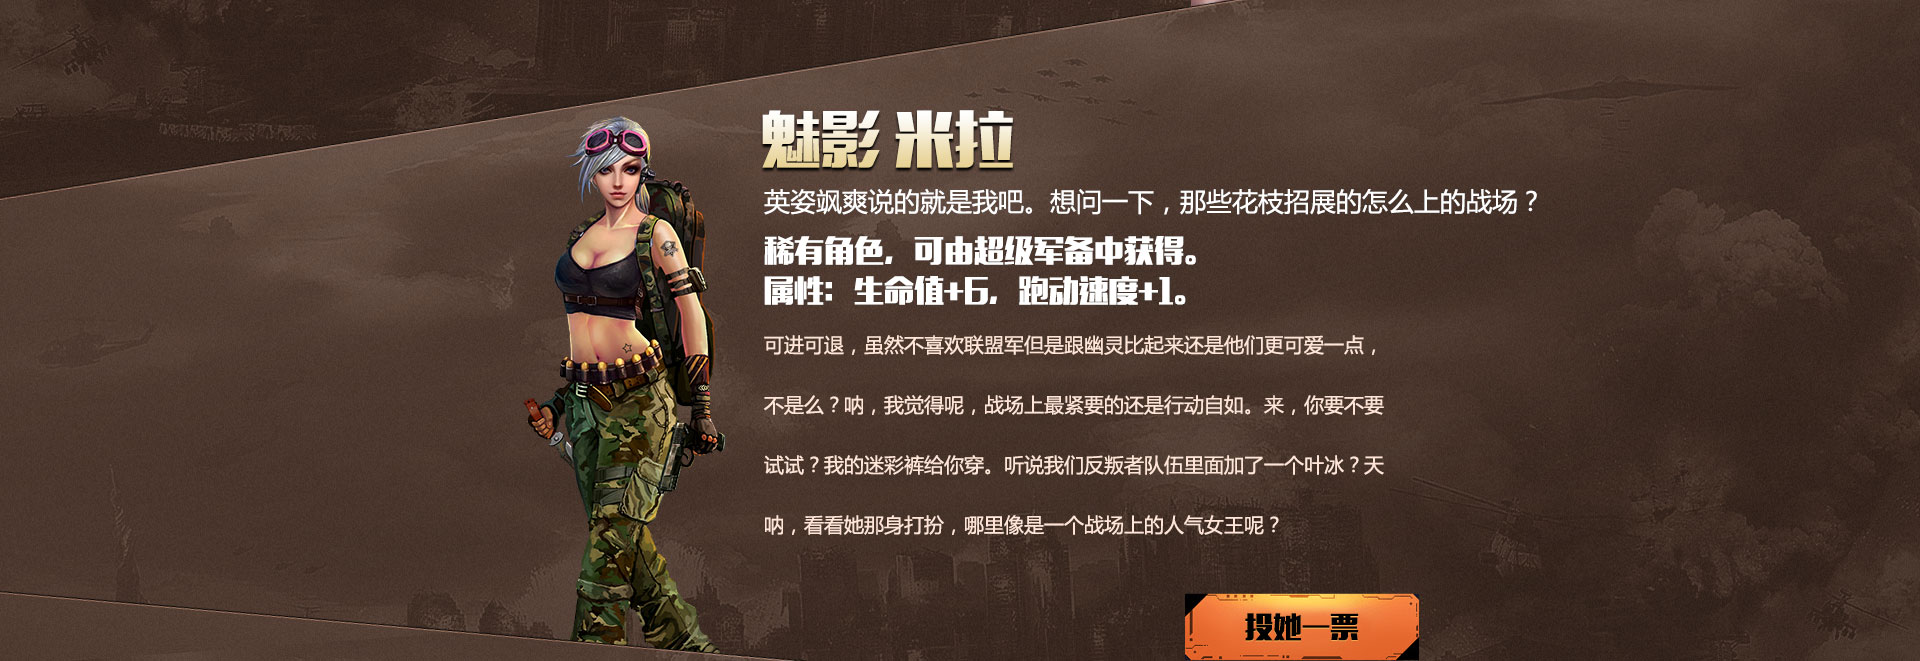 魅影 米拉
英姿飒爽说的就是我吧。想问一下，那些花枝招展的怎么上的战场？
稀有角色，可由超级军备中获得。
属性：生命值+6，跑动速度+1。
可进可退，虽然不喜欢联盟军但是跟幽灵比起来还是他们更可爱一点，
不是么？呐，我觉得呢，战场上最紧要的还是行动自如。来，你要不要
试试？我的迷彩裤给你穿。听说我们反叛者队伍里面加了一个叶冰？天
呐，看看她那身打扮，哪里像是一个战场上的人气女王呢？
投她一票